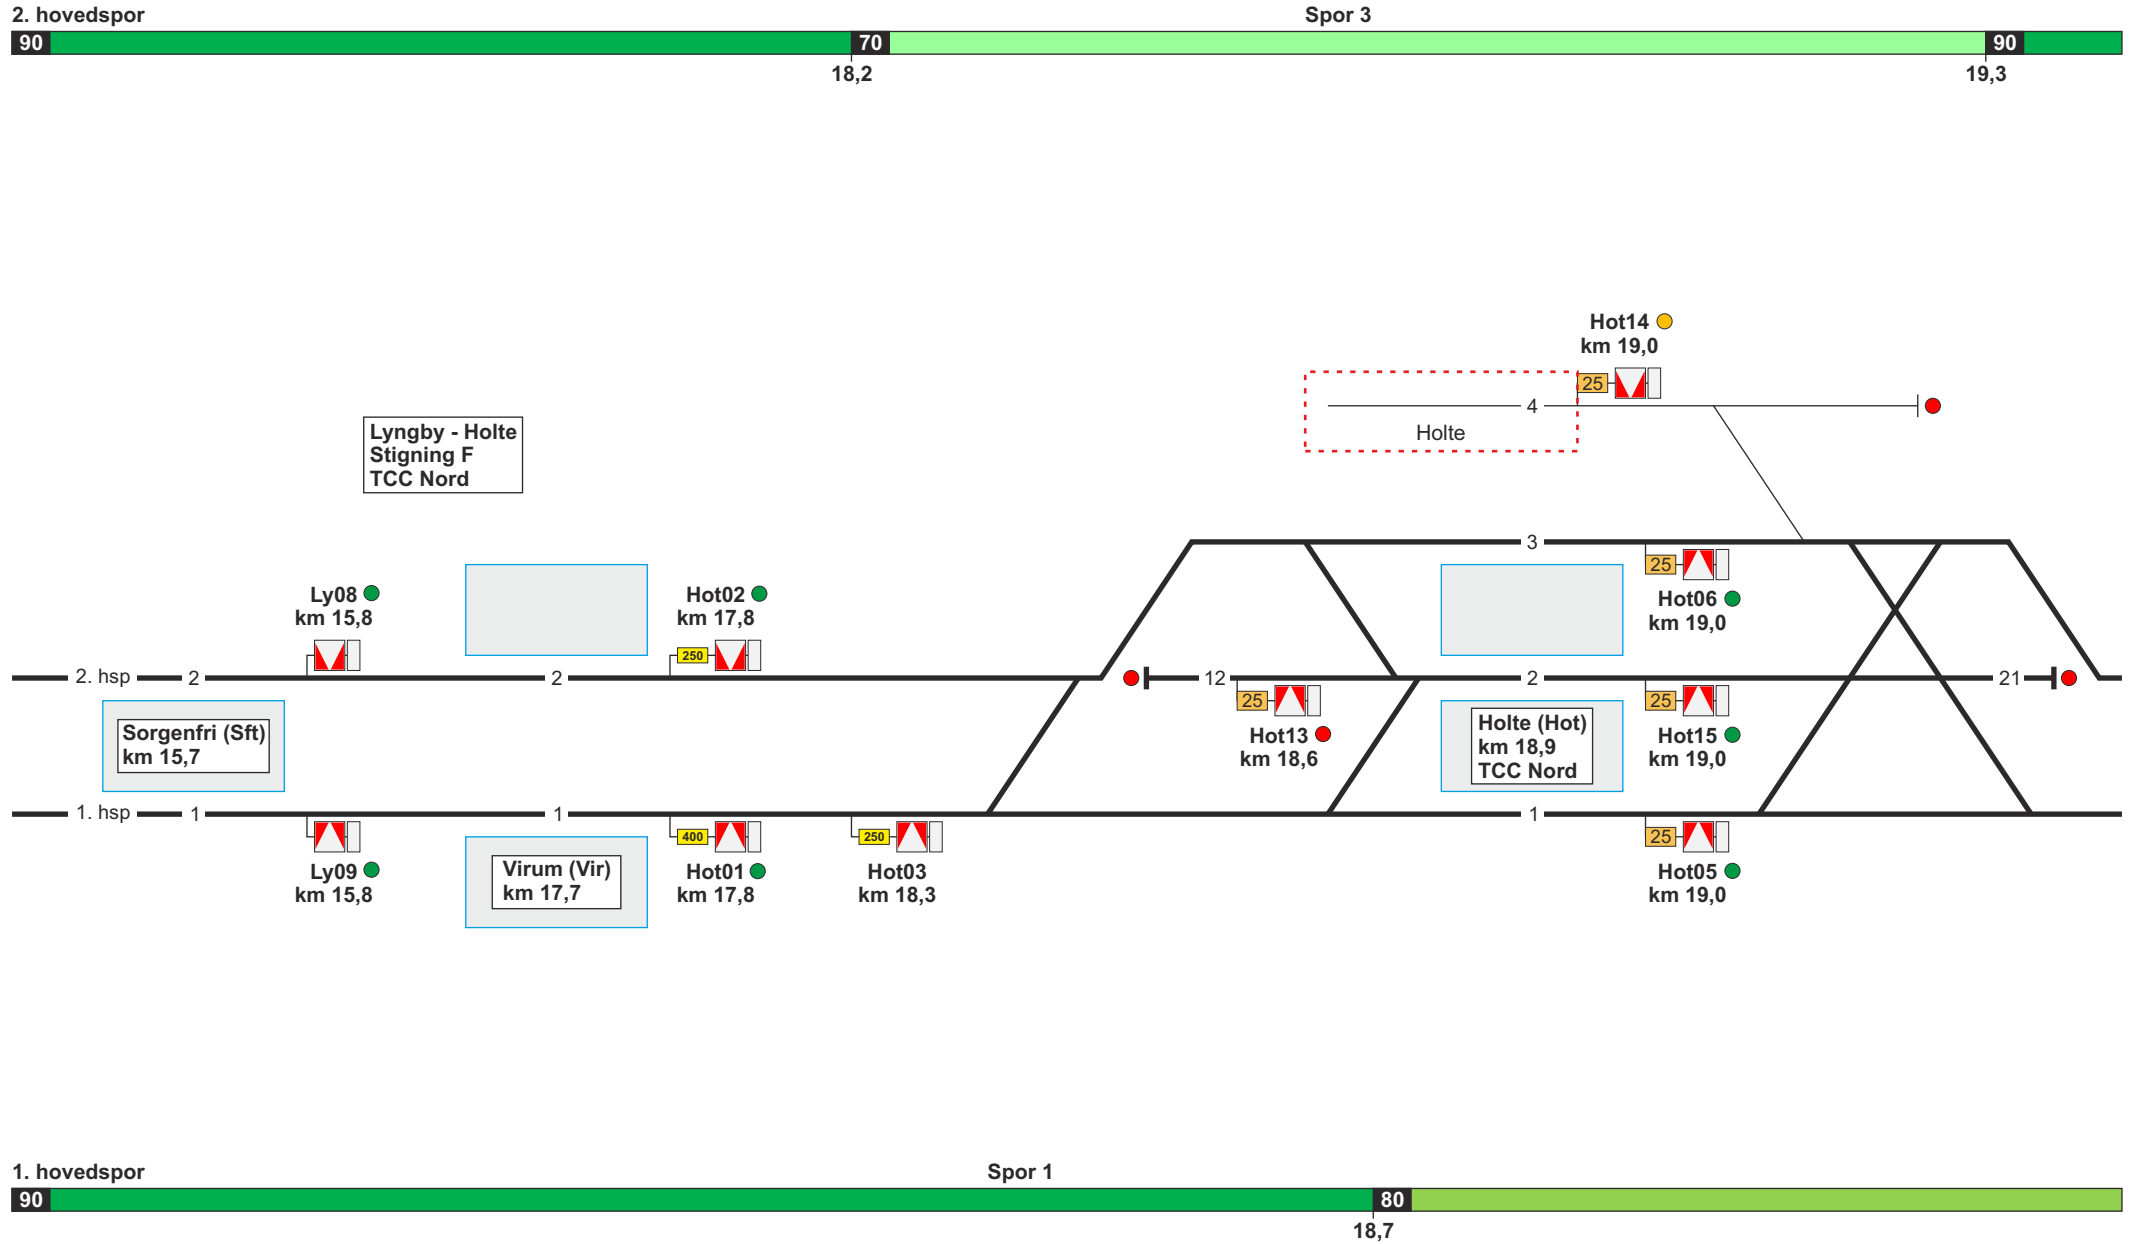 2. hovedspor
Spor 3
90
70
90
18,2
19,3
Hot14
km 19,0
25
4
Holte
Lyngby - Holte
Stigning F
TCC Nord
3
25
Hot06
km 19,0
Ly08
km 15,8
Hot02
km 17,8
250
2. hsp
2
2
12
2
21
25
Hot13
km 18,6
25
Hot15
km 19,0
Sorgenfri (Sft)
km 15,7
Holte (Hot)
km 18,9
TCC Nord
1. hsp
1
1
1
400
250
25
Ly09
km 15,8
Virum (Vir)
km 17,7
Hot01
km 17,8
Hot03
km 18,3
Hot05
km 19,0
1. hovedspor
Spor 1
90
80
18,7